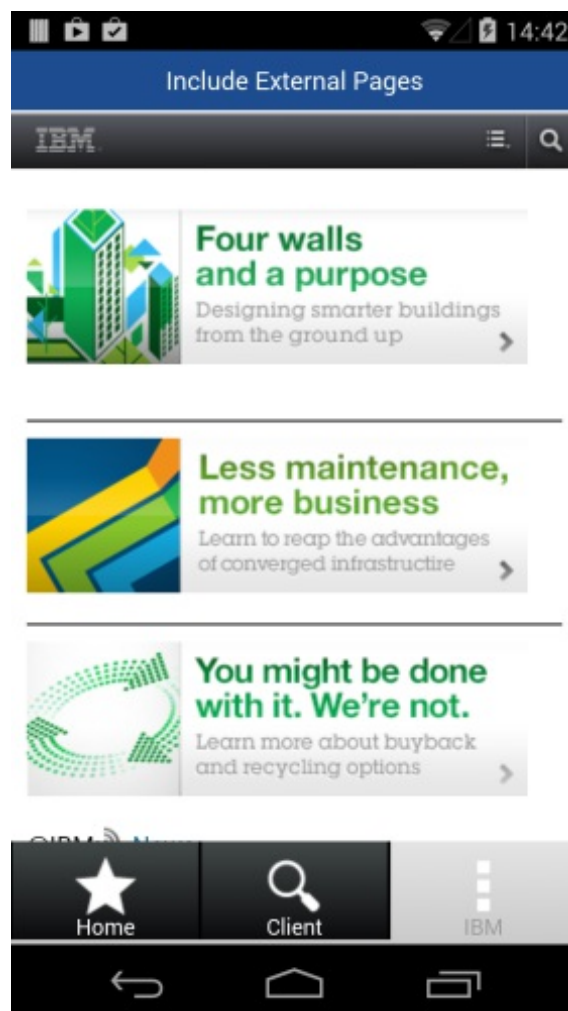 14:42
Include External Pages
IBM.
Four walls
and a purpose
Designing smarter buildings
from the ground up
Less maintenance,
more business
Learn to reap the advantages
of converged infrastructire
You might be done
with it. We're not.
Learn more about buyback
and recycling options
Home
Client
IBM